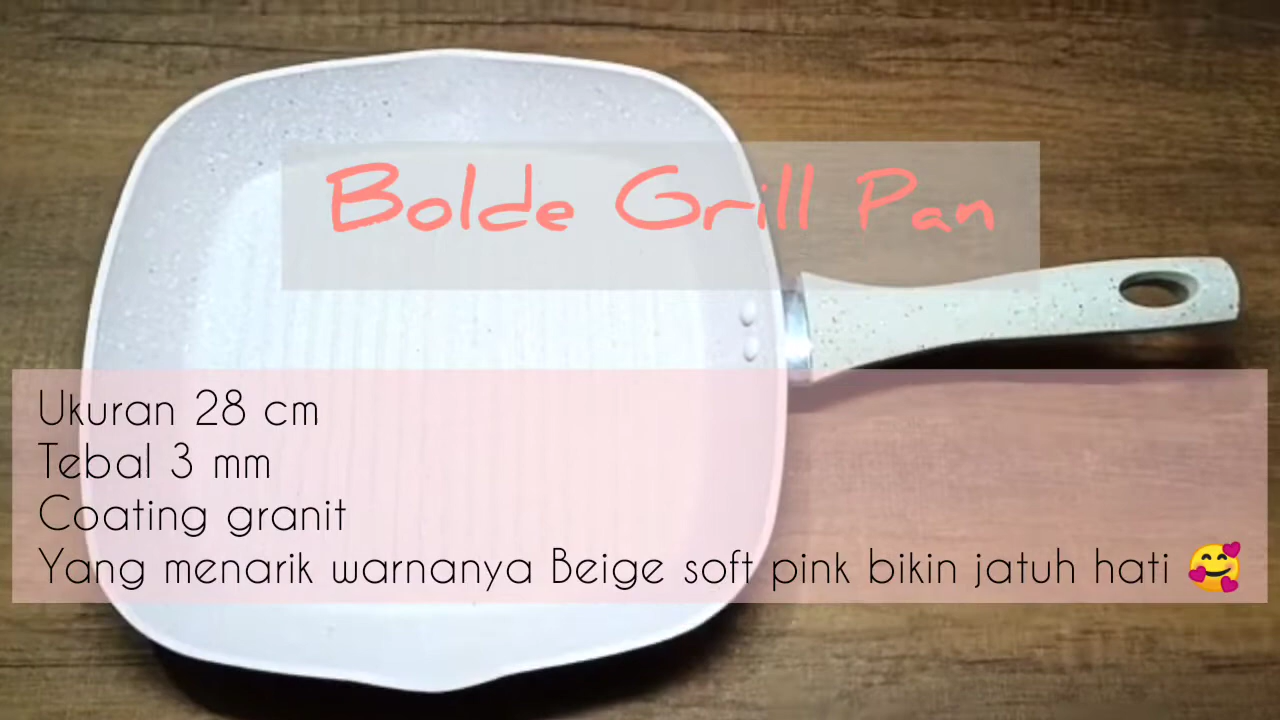 Bolde Grill Pan
Ukuran 28 cm
Tebal 3 mm
Coating granit
Yang menarik warnanya Beige soft pink bikin jatuh hati 🥰